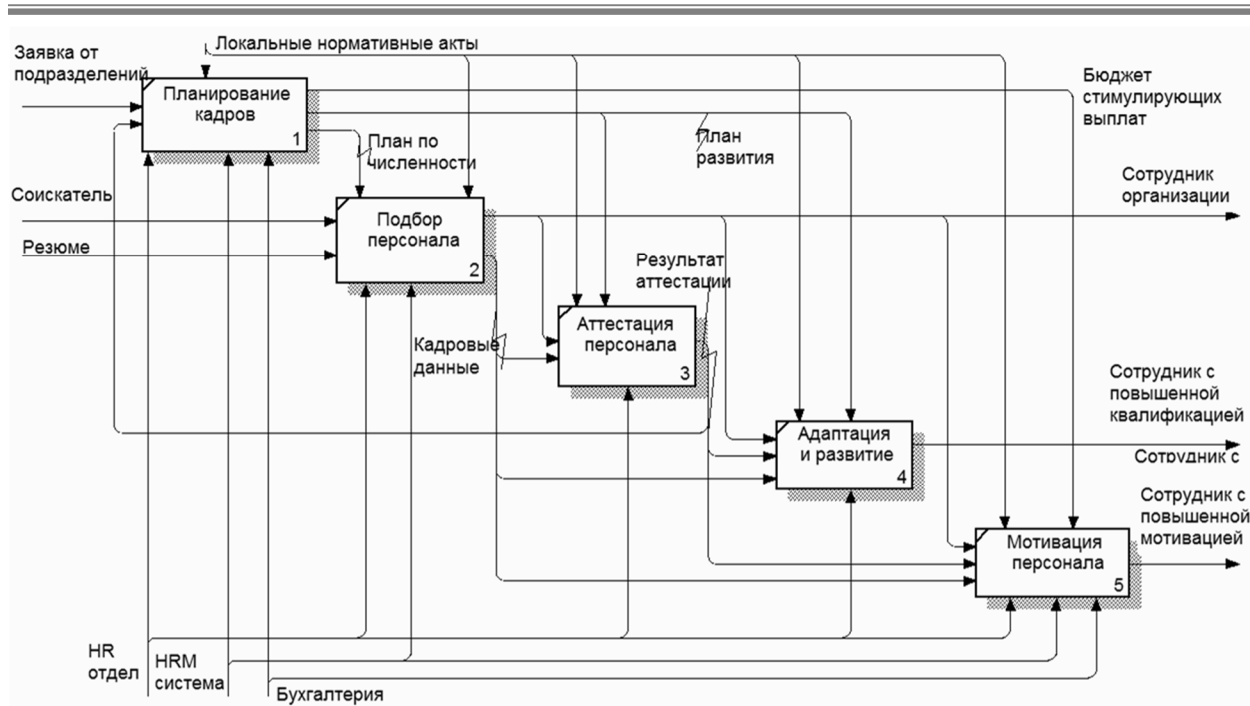 Локальные нормативные акты
Заявка от
подразделений
Планирование
кадров
1
Бюджет
стимулирующих
выплат
План по
численности
План
развития
Сотрудник
организации
Соискатель
Резюме
Подбор
персонала
2
Результат
аттестации
Кадровые
данные
Аттестация
персонала
3
Сотрудник с
повышенной
квалификацией
Адаптация
и развитие
4
Сотрудник с
Сотрудник с
повышенной
мотивацией
Мотивация
персонала
5
HR
отдел
HRM
система
Бухгалтерия